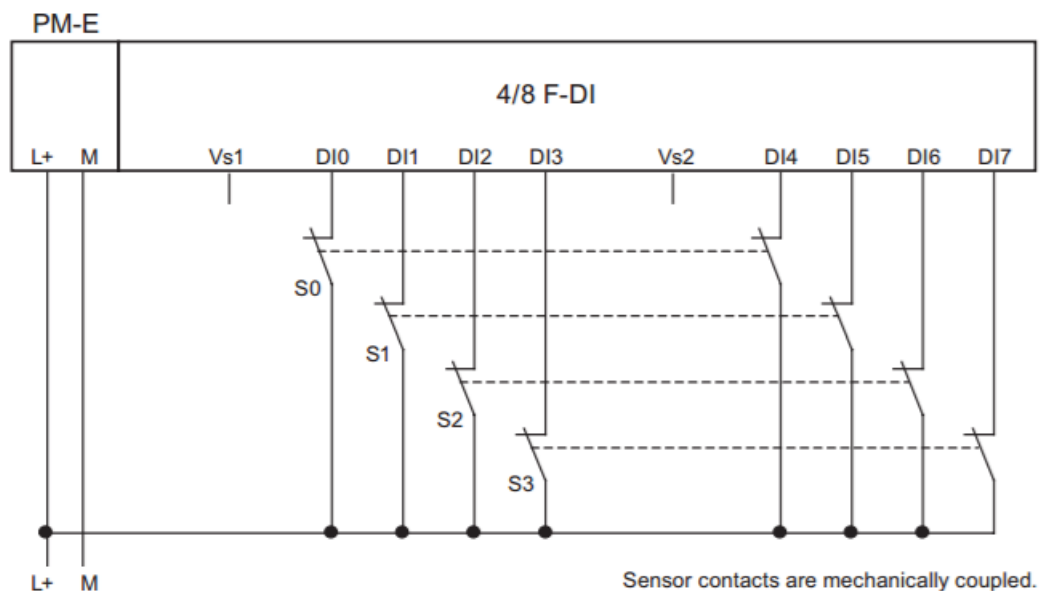 PM-E
4/8 F-DI
L+ M Vs1 DI0 DI1 DI2 DI3 Vs2 DI4 DI5 DI6 DI7
S0
S1
S2
S3
L+ M Sensor contacts are mechanically coupled.